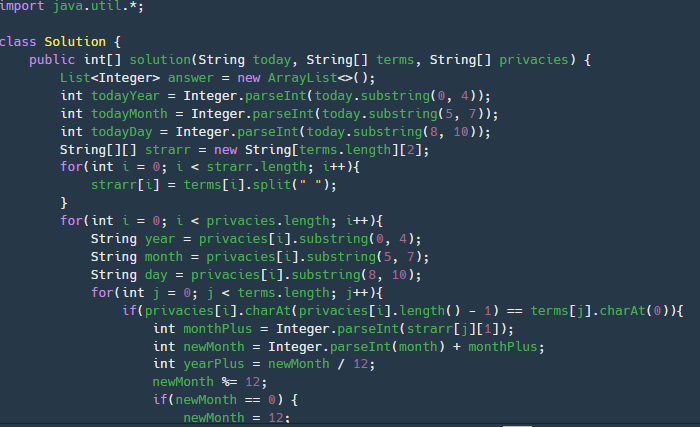 import java.util.*;
class Solution {
public int[] solution(String today, String[] terms, String[] privacies) {
List<Integer> answer = new ArrayList<>();
int todayYear = Integer.parseInt(today.substring(0, 4));
int todayMonth = Integer.parseInt(today.substring(5, 7));
int todayDay = Integer.parseInt(today.substring(8, 10));
String[][] strarr = new String[terms.length][2];
for(int i = 0; i < strarr.length; i++){
strarr[i] = terms[i].split(" ");
}
for(int i = 0; i < privacies.length; i++){
String year = privacies[i].substring(0, 4);
String month = privacies[i].substring(5, 7);
String day = privacies[i].substring(8, 10);
for(int j = 0; j < terms.length; j++){
if(privacies[i].charAt(privacies[i].length() - 1) == terms[j].charAt(0)){
int monthPlus = Integer.parseInt(strarr[j][1]);
int newMonth = Integer.parseInt(month) + monthPlus;
int yearPlus = newMonth / 12;
newMonth %= 12;
if(newMonth == 0) {
newMonth = 12;